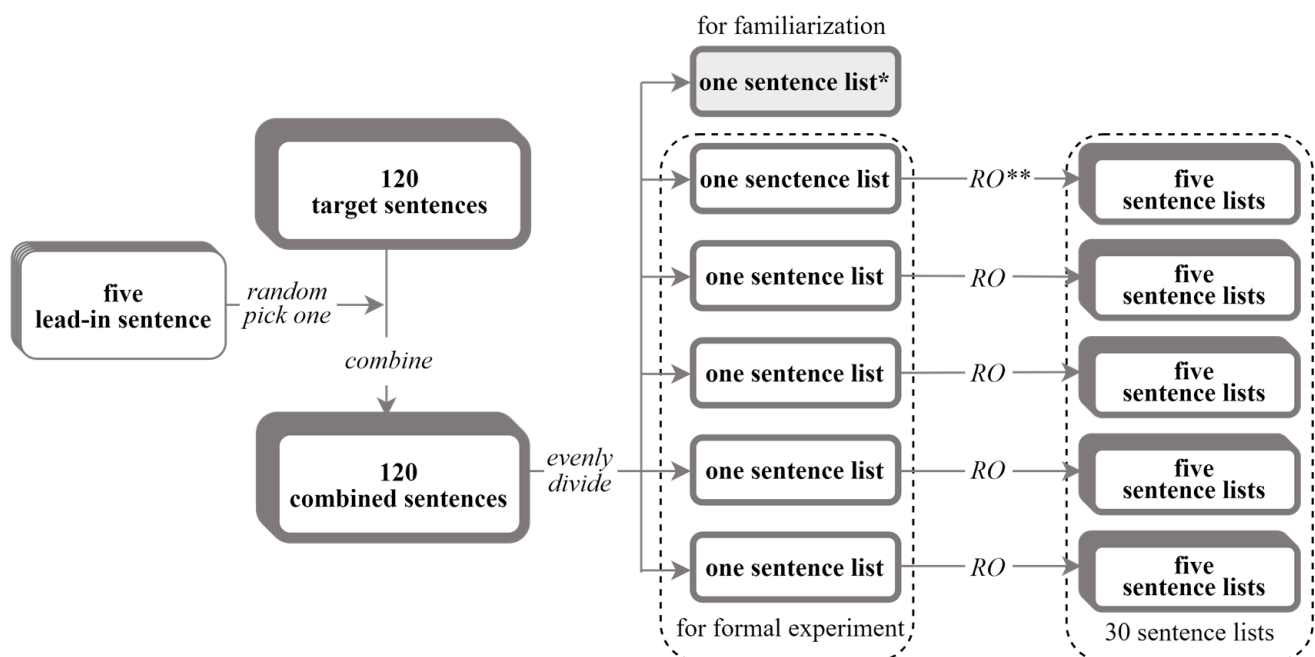 for familiarization
one sentence list*
120
target sentences
one senctence list
RO**
five
sentence lists
five
lead-in sentence
random
pick one
one sentence list
RO
five
sentence lists
combine
one sentence list
RO
five
sentence lists
120
combined sentences
evenly
divide
one sentence list
RO
five
sentence lists
one sentence list
RO
five
sentence lists
for formal experiment
30 sentence lists